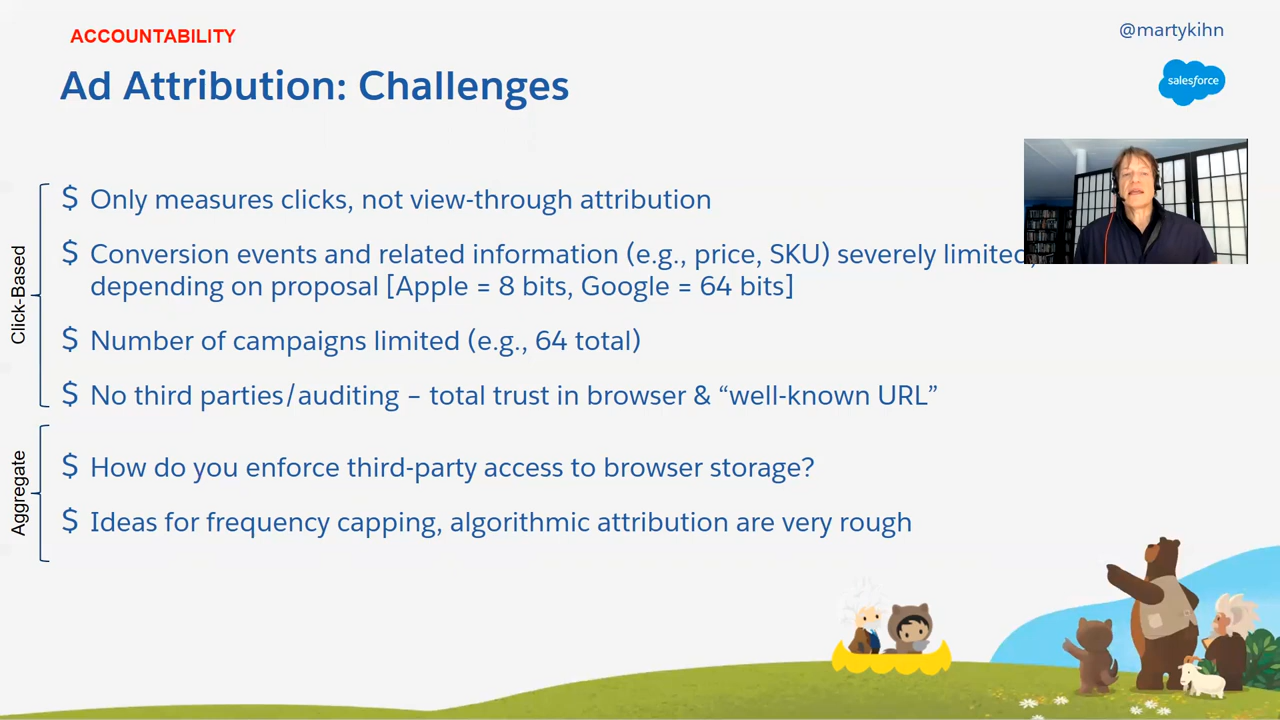 ACCOUNTABILITY
@martykihn
Ad Attribution: Challenges
salesforce
Click-Based
$ Only measures clicks, not view-through attribution
$ Conversion events and related information (e.g., price, SKU) severely limited,
depending on proposal [Apple = 8 bits, Google = 64 bits]
$ Number of campaigns limited (e.g., 64 total)
$ No third parties/auditing – total trust in browser & “well-known URL”
Aggregate
$ How do you enforce third-party access to browser storage?
$ Ideas for frequency capping, algorithmic attribution are very rough